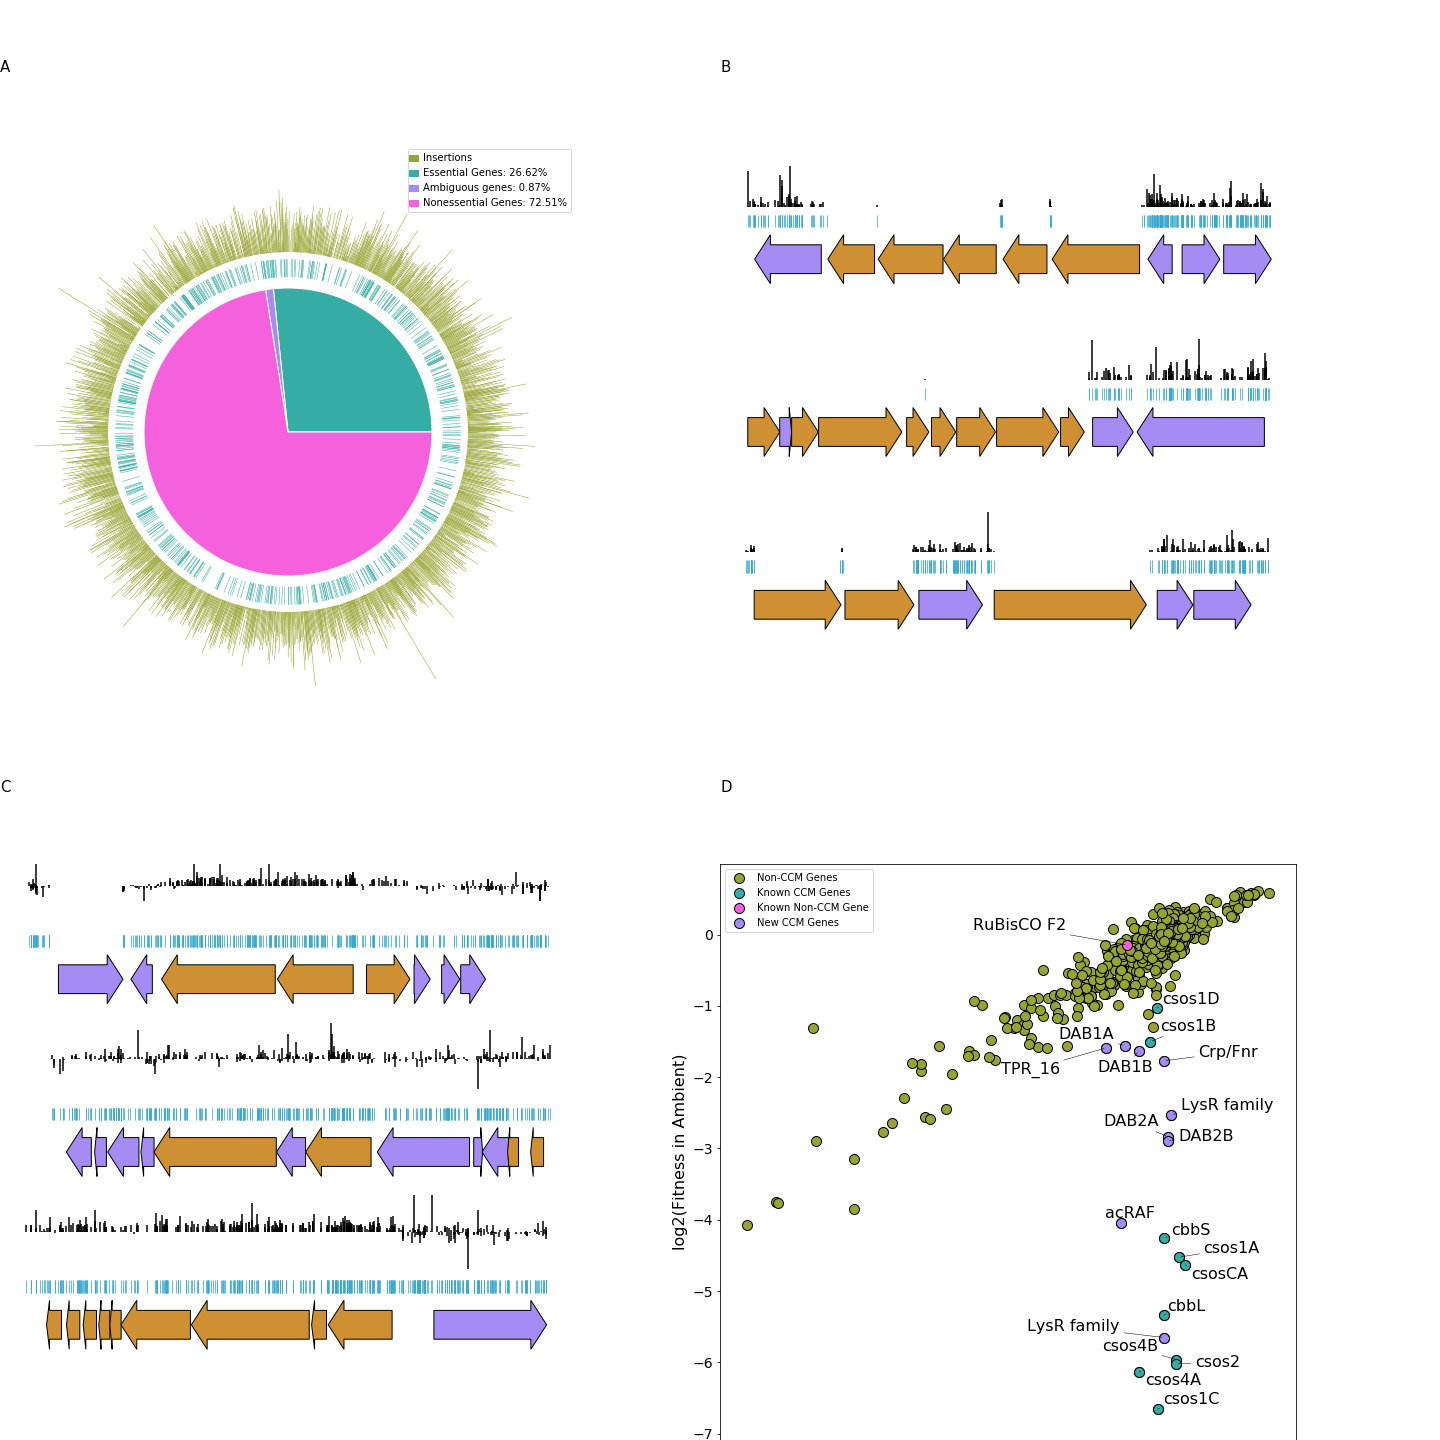 A
Insertions
Essential Genes: 26.62%
Ambiguous genes: 0.87%
Nonessential Genes: 72.51%
B
C
D
Non-CCM Genes
Known CCM Genes
Known Non-CCM Gene
New CCM Genes
log2(Fitness in Ambient)
0
−1
−2
−3
−4
−5
−6
−7
RuBisCO F2
csos1D
csos1B
DAB1A
Crp/Fnr
TPR_16
DAB1B
LysR family
DAB2A
DAB2B
acRAF
cbbS
csos1A
csosCA
cbbL
LysR family
csos4B
csos2
csos4A
csos1C